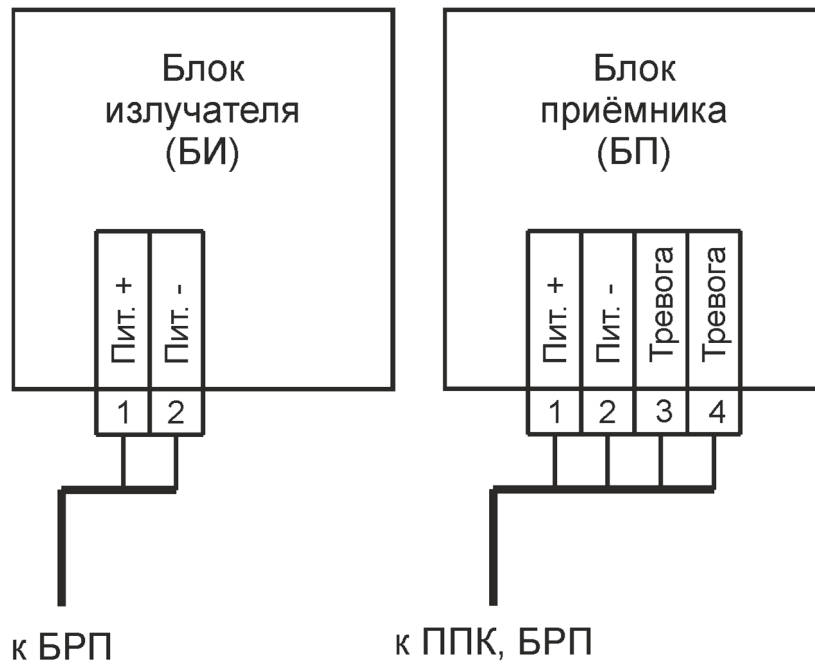 Блок
излучателя
(БИ)
Пит. +
Пит. -
1
2
к БРП
Блок
приёмника
(БП)
Пит. +
Пит. -
Тревога
Тревога
1
2
3
4
к ППК, БРП